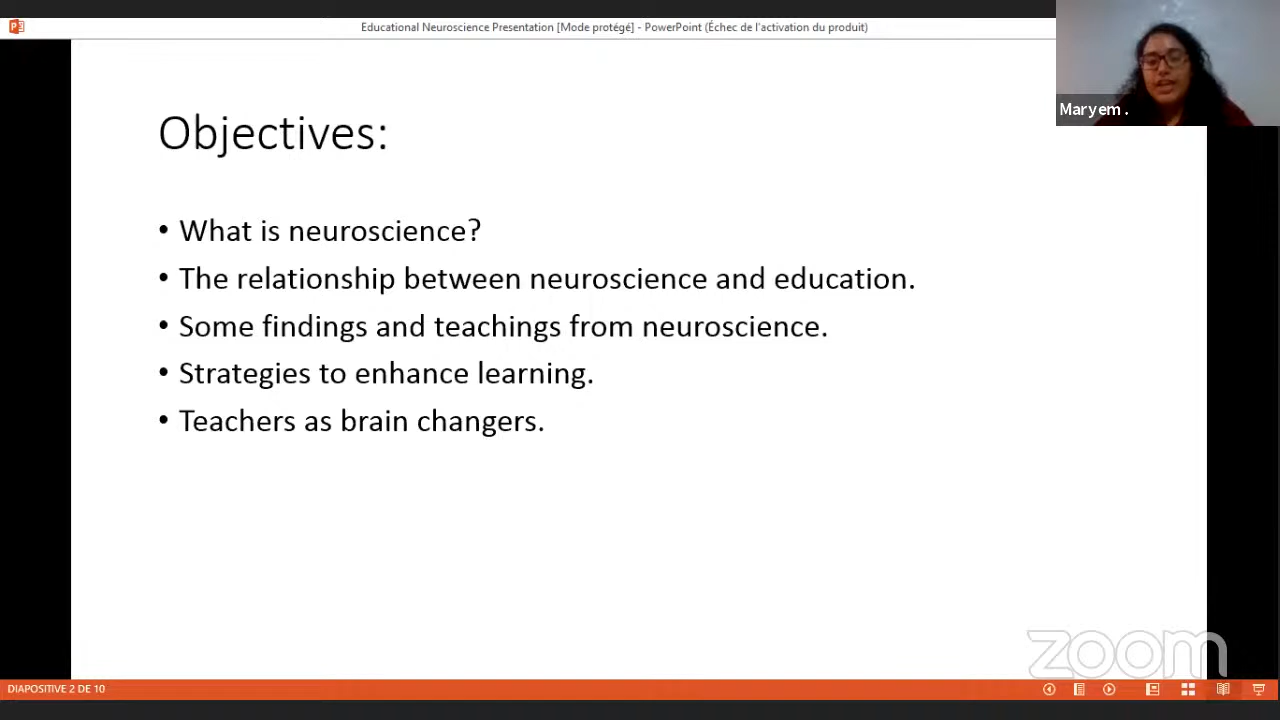 Educational Neuroscience Presentation [Mode protégé] - PowerPoint (Échec de l'activation du produit)
Maryem .
Objectives:
• What is neuroscience?
• The relationship between neuroscience and education.
• Some findings and teachings from neuroscience.
• Strategies to enhance learning.
• Teachers as brain changers.
zoom
DIAPOSITIVE 2 DE 10